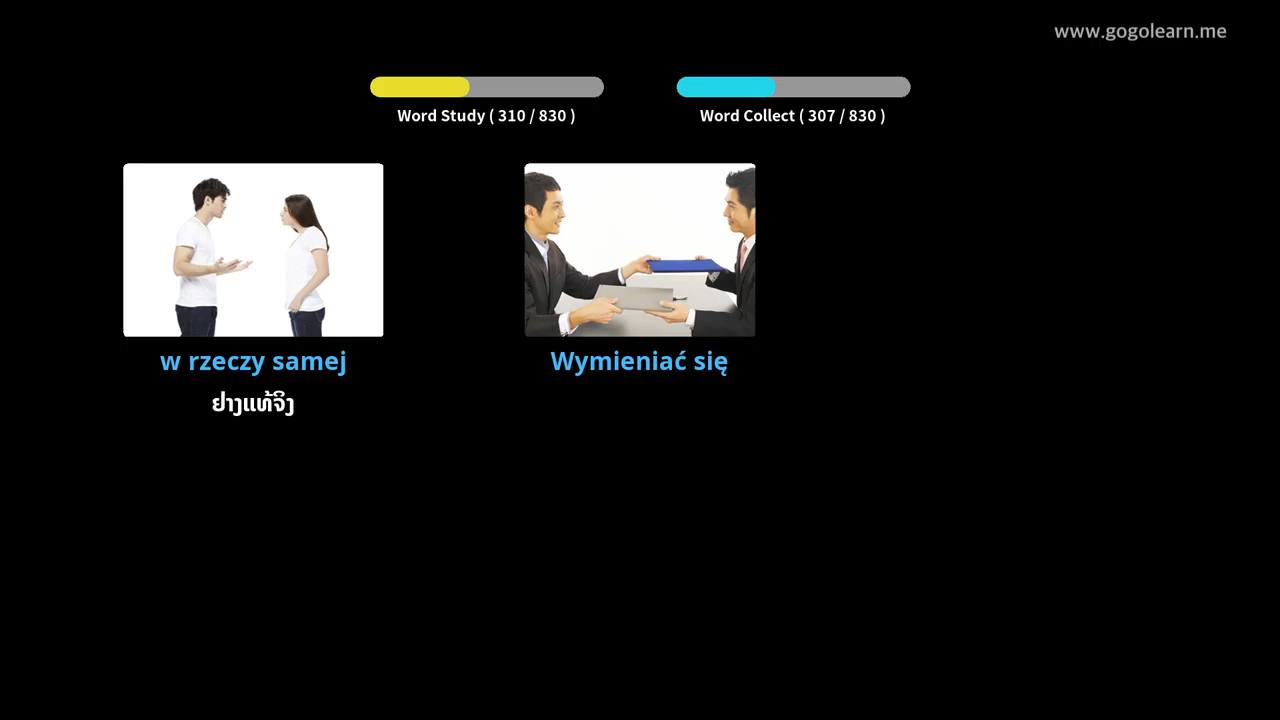 www.gogolearn.me
Word Study ( 310 / 830 )
Word Collect ( 307 / 830 )
w rzeczy samej
Wymieniać się
ຢ່າງແທ້ຈິງ